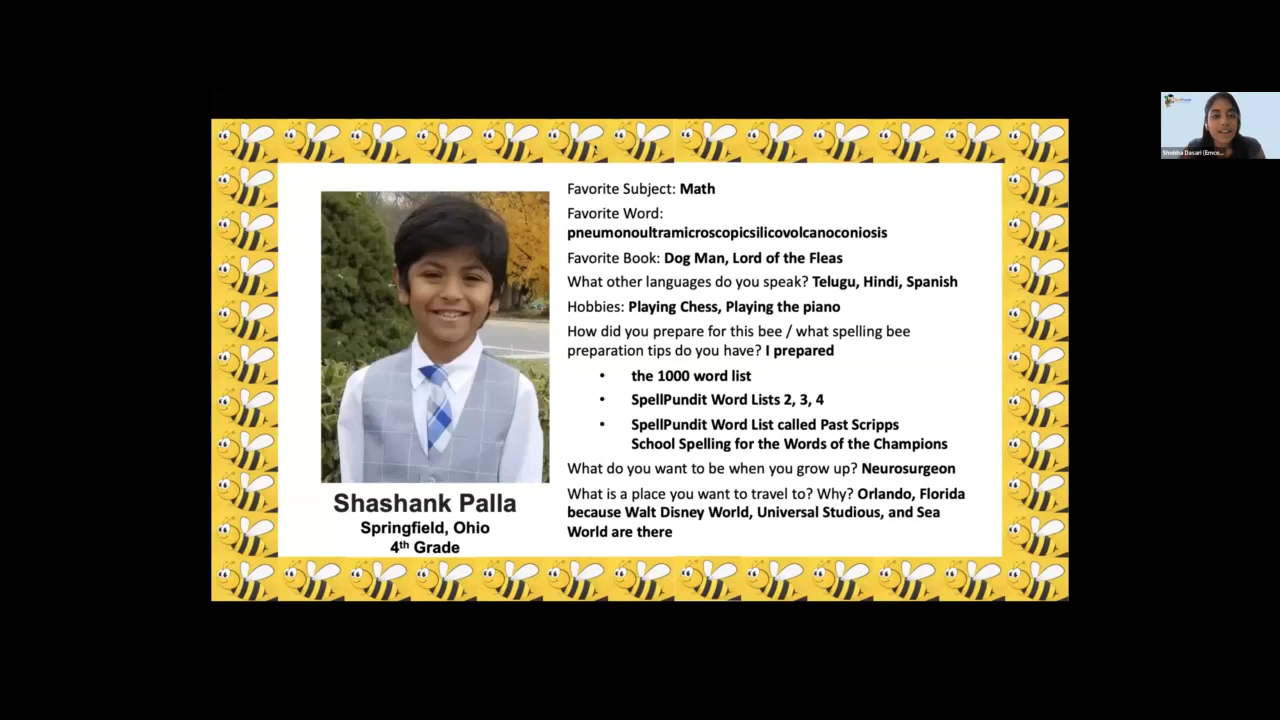 Favorite Subject: Math
Favorite Word:
pneumonoultramicroscopicsilicovolcanoconiosis
Favorite Book: Dog Man, Lord of the Fleas
What other languages do you speak? Telugu, Hindi, Spanish
Hobbies: Playing Chess, Playing the piano
How did you prepare for this bee / what spelling bee
preparation tips do you have? I prepared
• the 1000 word list
• SpellPundit Word Lists 2, 3, 4
• SpellPundit Word List called Past Scripps
School Spelling for the Words of the Champions
What do you want to be when you grow up? Neurosurgeon
What is a place you want to travel to? Why? Orlando, Florida
because Walt Disney World, Universal Studious, and Sea
World are there
Shashank Palla
Springfield, Ohio
4th Grade
Shobha Dasari (Emce...